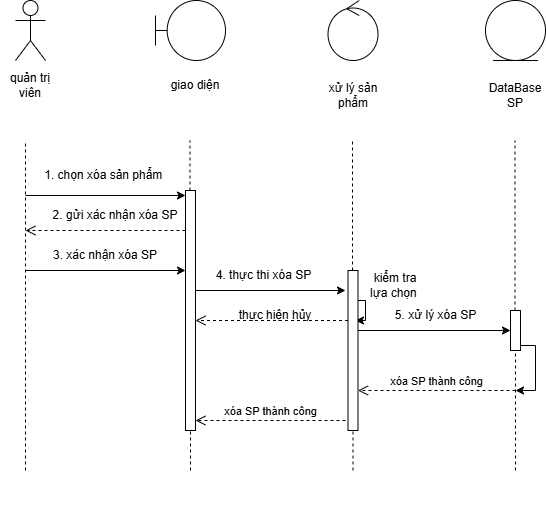 quản trị
viên
giao diện
xử lý sản
phẩm
DataBase
SP
1. chọn xóa sản phẩm
2. gửi xác nhận xóa SP
3. xác nhận xóa SP
4. thực thi xóa SP
kiểm tra
lựa chọn
thực hiện hủy
5. xử lý xóa SP
xóa SP thành công
xóa SP thành công